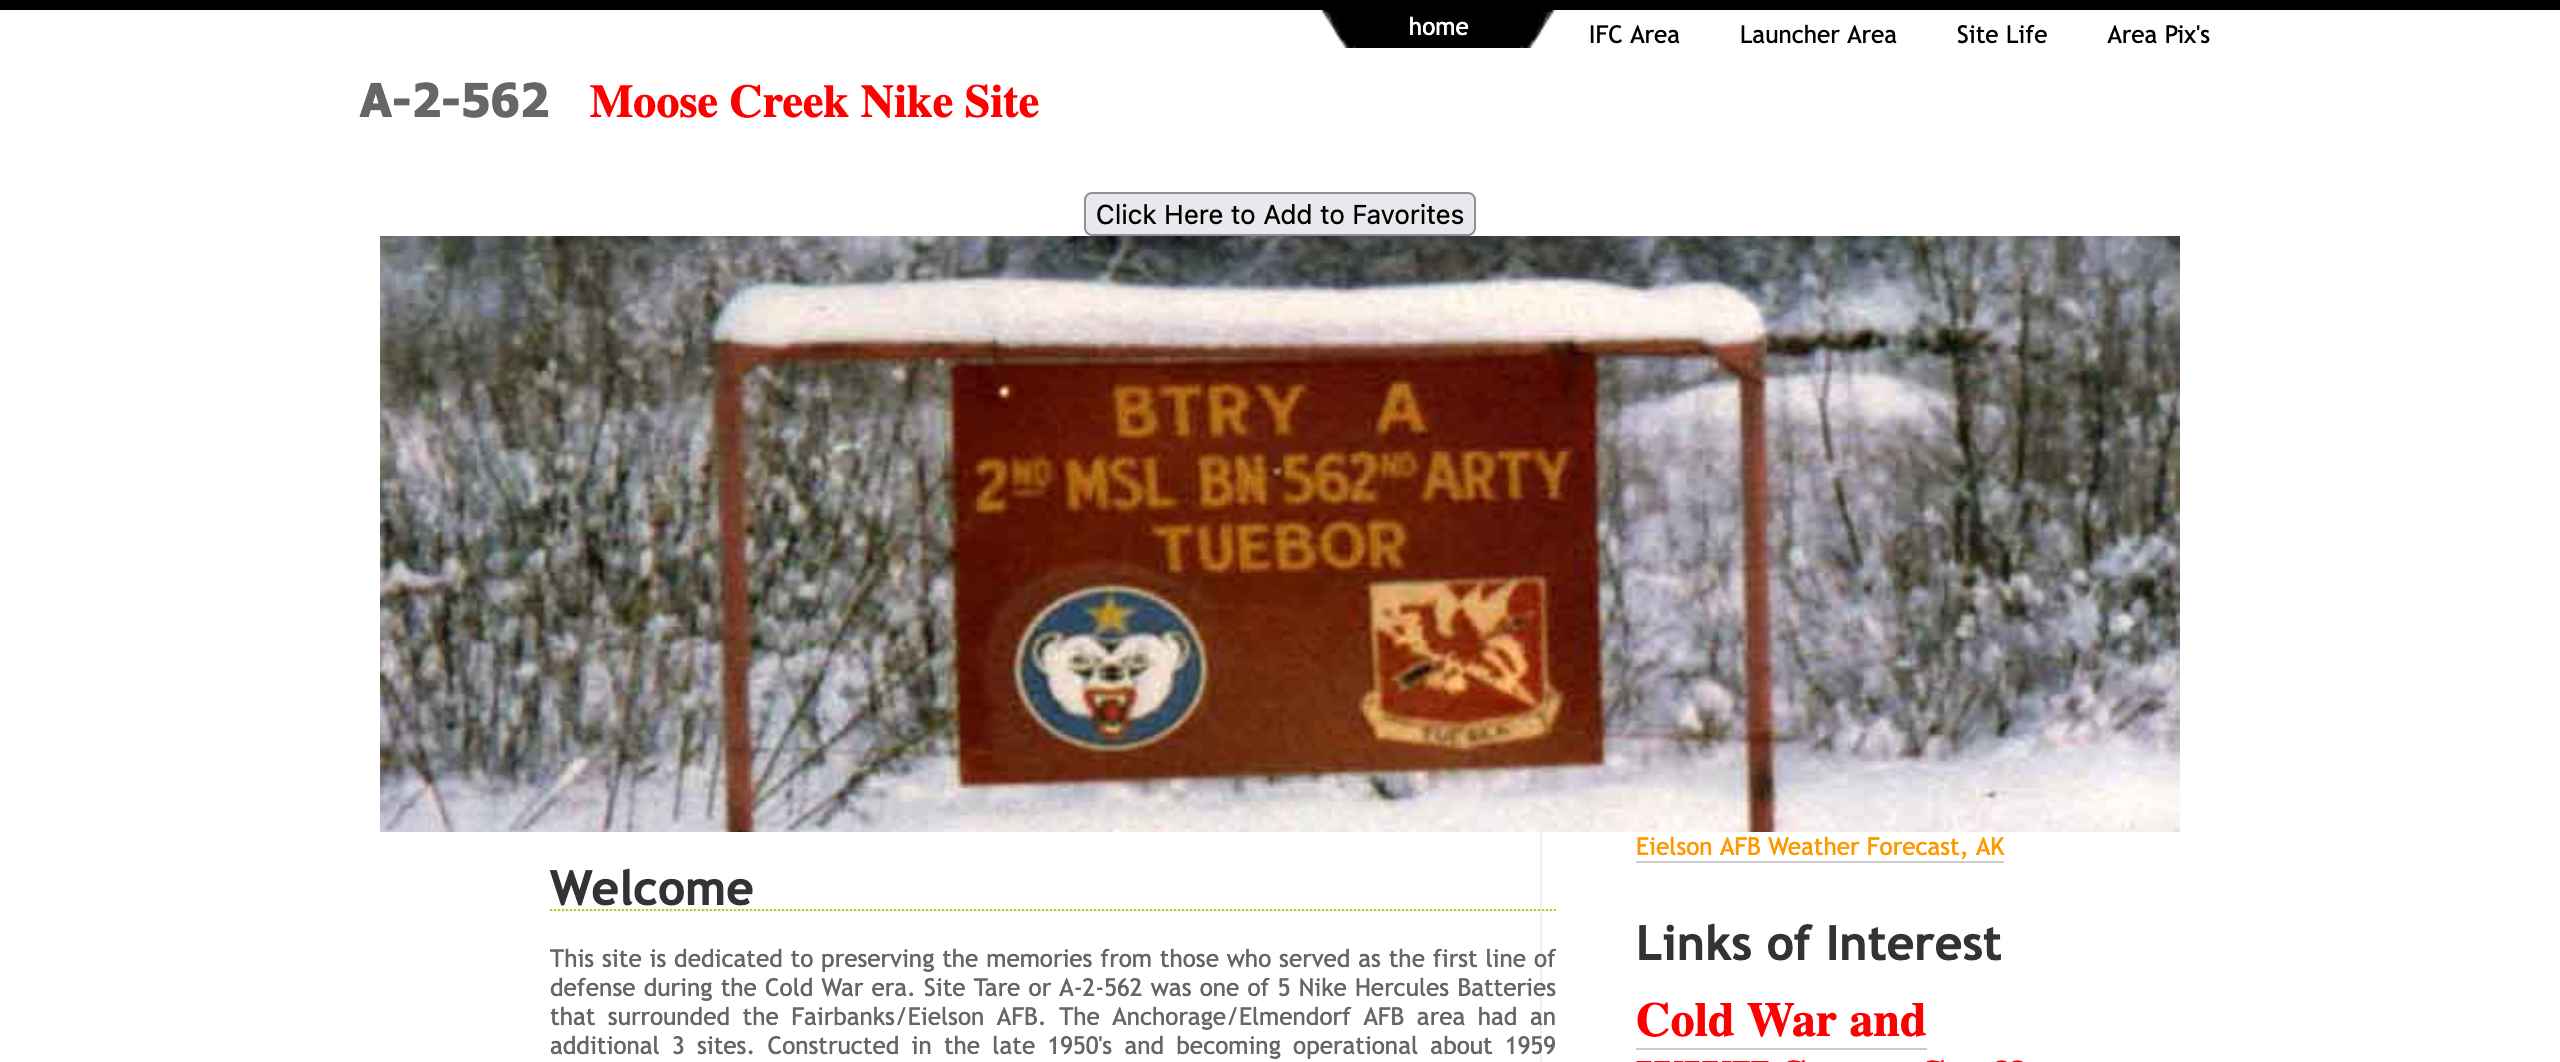 home IFC Area Launcher Area Site Life Area Pix's
A-2-562 Moose Creek Nike Site
Click Here to Add to Favorites
BTRY A
2ND MSL BN 562ND ARTY
TUEBOR
Eielson AFB Weather Forecast, AK
Welcome
This site is dedicated to preserving the memories from those who served as the first line of
defense during the Cold War era. Site Tare or A-2-562 was one of 5 Nike Hercules Batteries
that surrounded the Fairbanks/Eielson AFB. The Anchorage/Elmendorf AFB area had an
additional 3 sites. Constructed in the late 1950's and becoming operational about 1959
Links of Interest
Cold War and